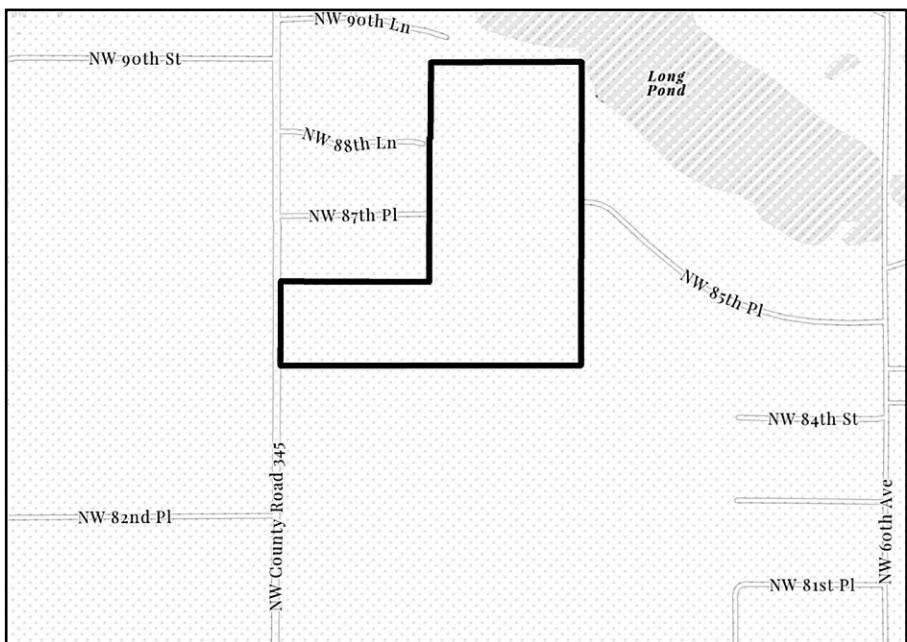 NW 90th Ln
NW 90th St
Long
Pond
NW 88th Ln
NW 87th Pl
NW 85th Pl
NW 84th St
NW County Road 345
NW 82nd Pl
NW 60th Ave
NW 81st Pl